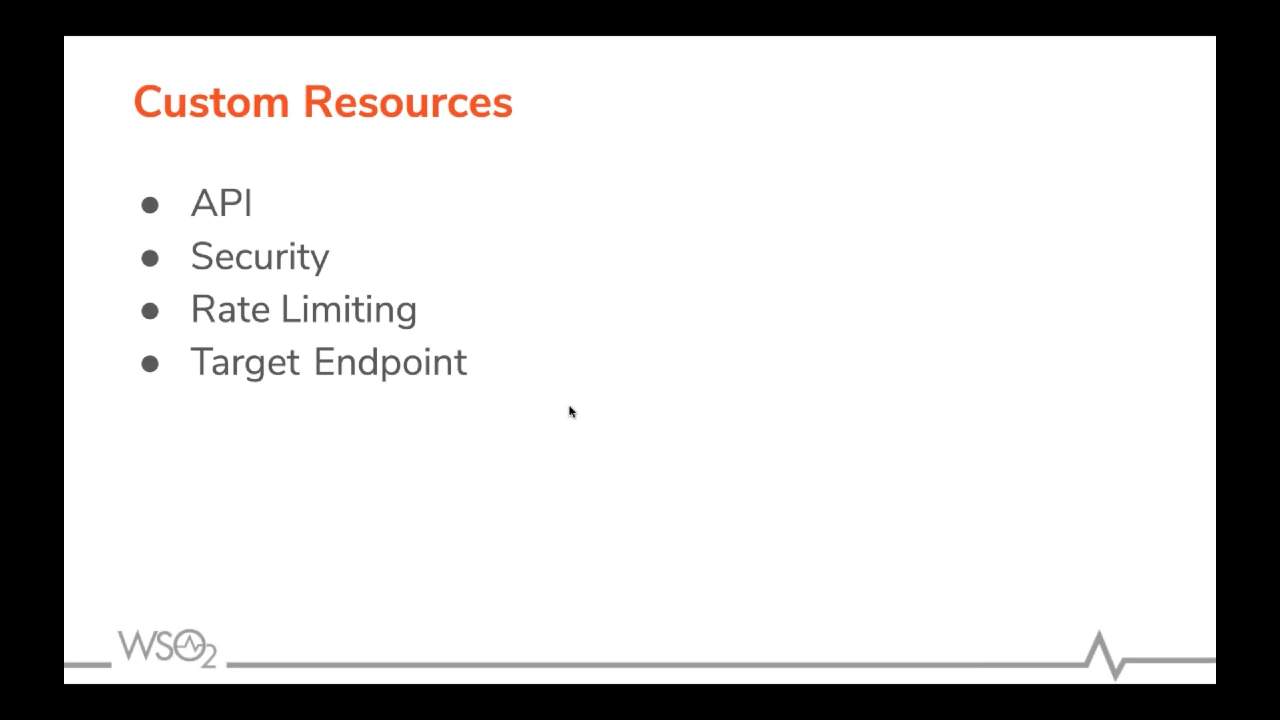 Custom Resources
● API
● Security
● Rate Limiting
● Target Endpoint
WSO2